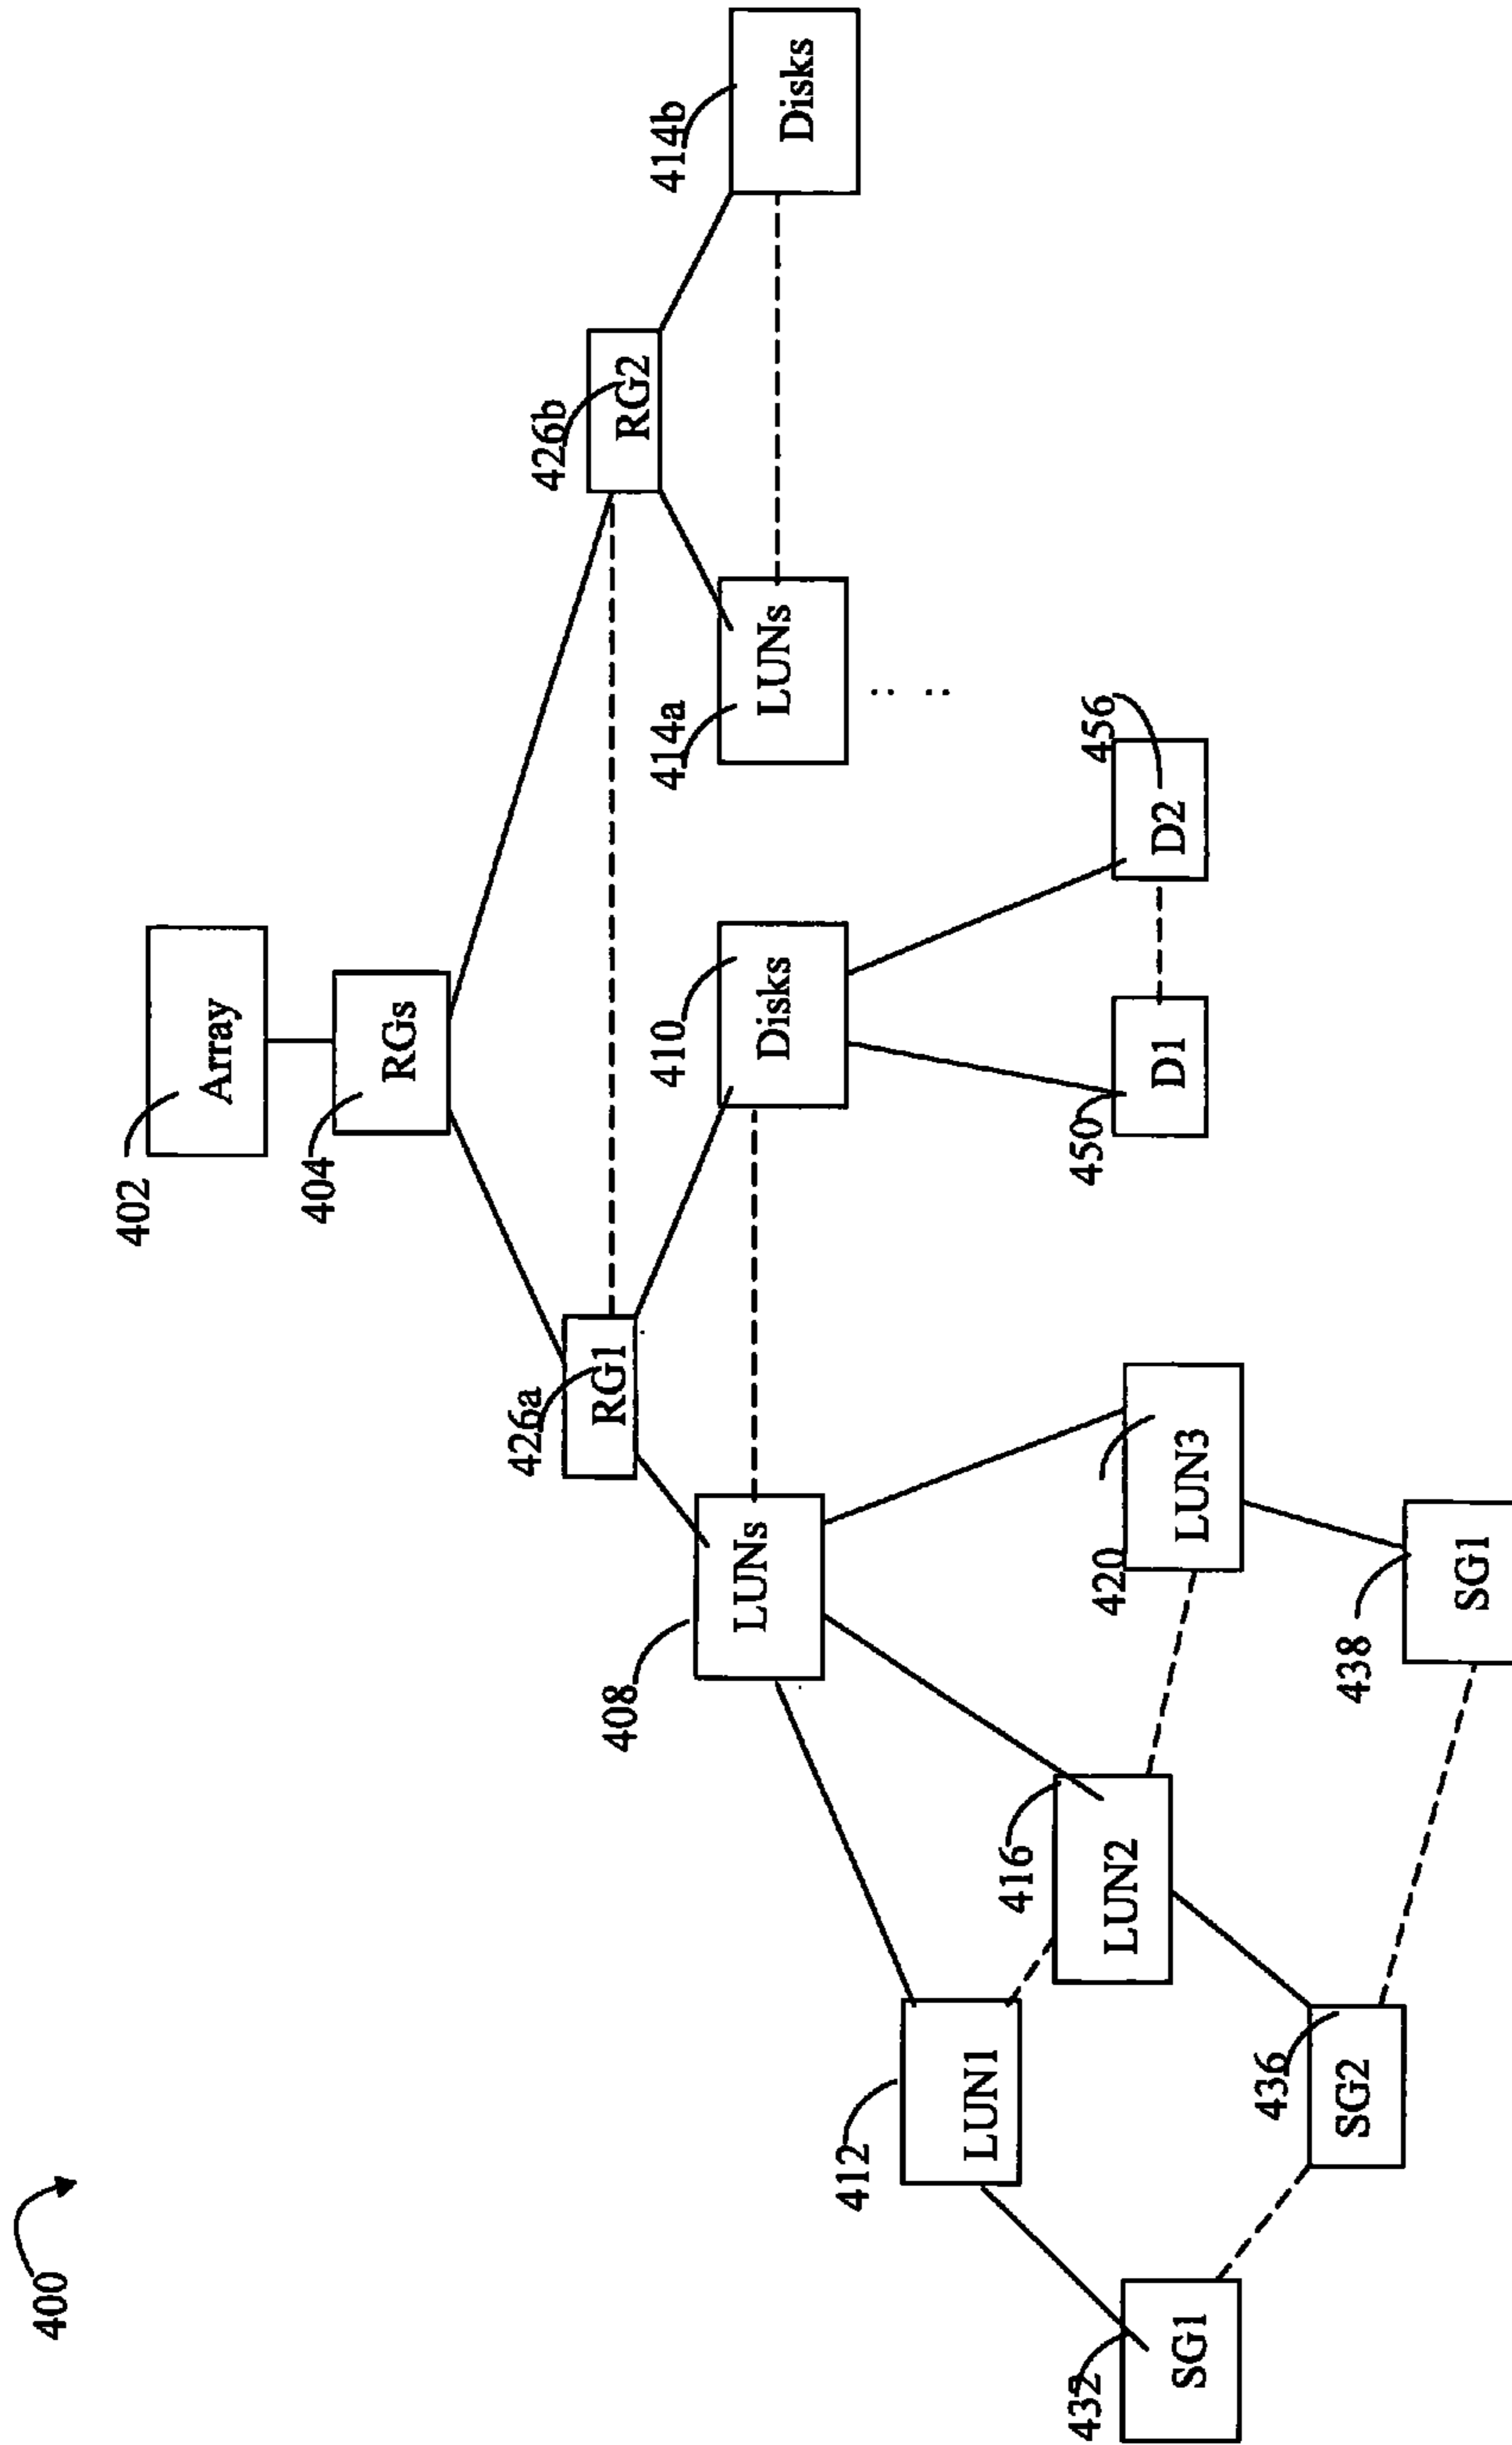 400
402
Array
404
RGs
426a
RG1
426b
RG2
408
LUNs
410
Disks
414a
LUNs
414b
Disks
. . . .
412
LUN1
416
LUN2
420
LUN3
450
D1
456
D2
432
SG1
436
SG2
438
SG1